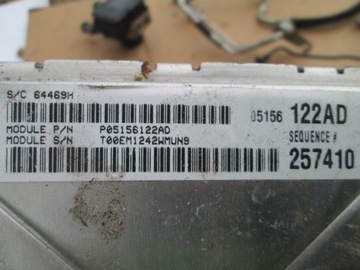 S/C 64469H
05156 122AD
MODULE P/N P05156122AD
MODULE S/N T00EM1242WMUN9
SEQUENCE #
257410